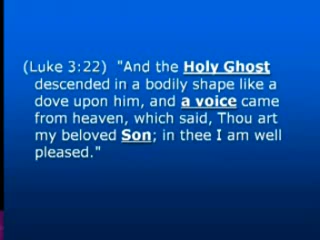 (Luke 3:22) "And the Holy Ghost
descended in a bodily shape like a
dove upon him, and a voice came
from heaven, which said, Thou art
my beloved Son; in thee I am well
pleased."